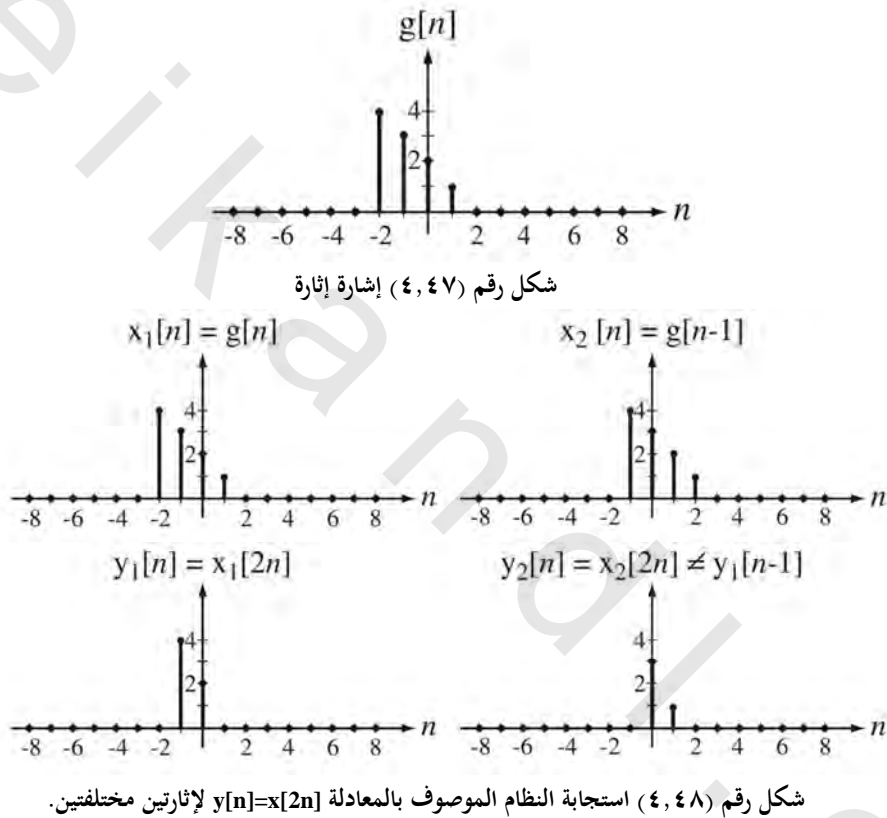 g[n]
4
2
-8 -6 -4 -2 2 4 6 8 n
شكل رقم (٤,٤٧) إشارة إثارة
x₁[n] = g[n]
x₂ [n] = g[n-1]
4
2
-8 -6 -4 -2 2 4 6 8 n
4
2
-8 -6 -4 -2 2 4 6 8 n
y₁[n] = x₁[2n]
y₂[n] = x₂[2n] ≠ y₁[n-1]
4
2
-8 -6 -4 -2 2 4 6 8 n
4
2
-8 -6 -4 -2 2 4 6 8 n
شكل رقم (٤,٤٨) استجابة النظام الموصوف بالمعادلة y[n]=x[2n] لإثارتين مختلفتين.
e i k a n d l